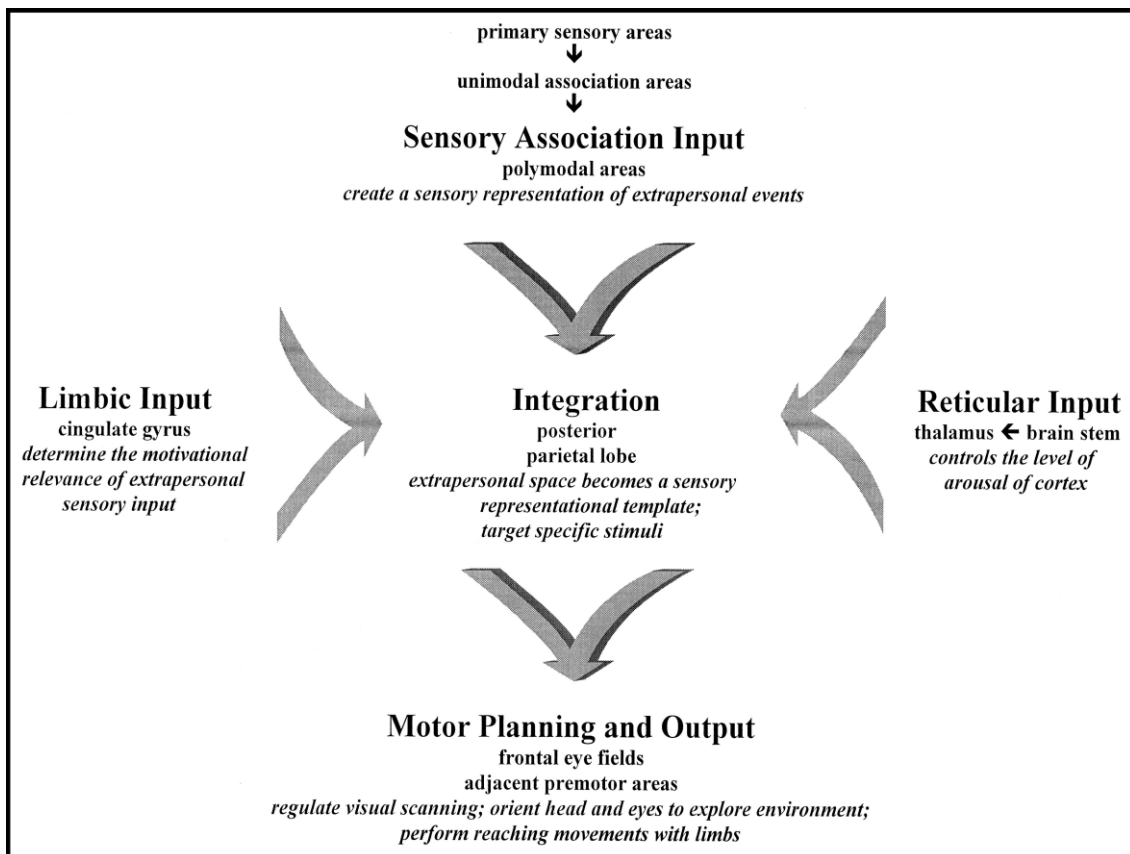 primary sensory areas
↓
unimodal association areas
↓
Sensory Association Input
polymodal areas
create a sensory representation of extrapersonal events
Limbic Input
cingulate gyrus
determine the motivational
relevance of extrapersonal
sensory input
Integration
posterior
parietal lobe
extrapersonal space becomes a sensory
representational template;
target specific stimuli
Reticular Input
thalamus ← brain stem
controls the level of
arousal of cortex
Motor Planning and Output
frontal eye fields
adjacent premotor areas
regulate visual scanning; orient head and eyes to explore environment;
perform reaching movements with limbs